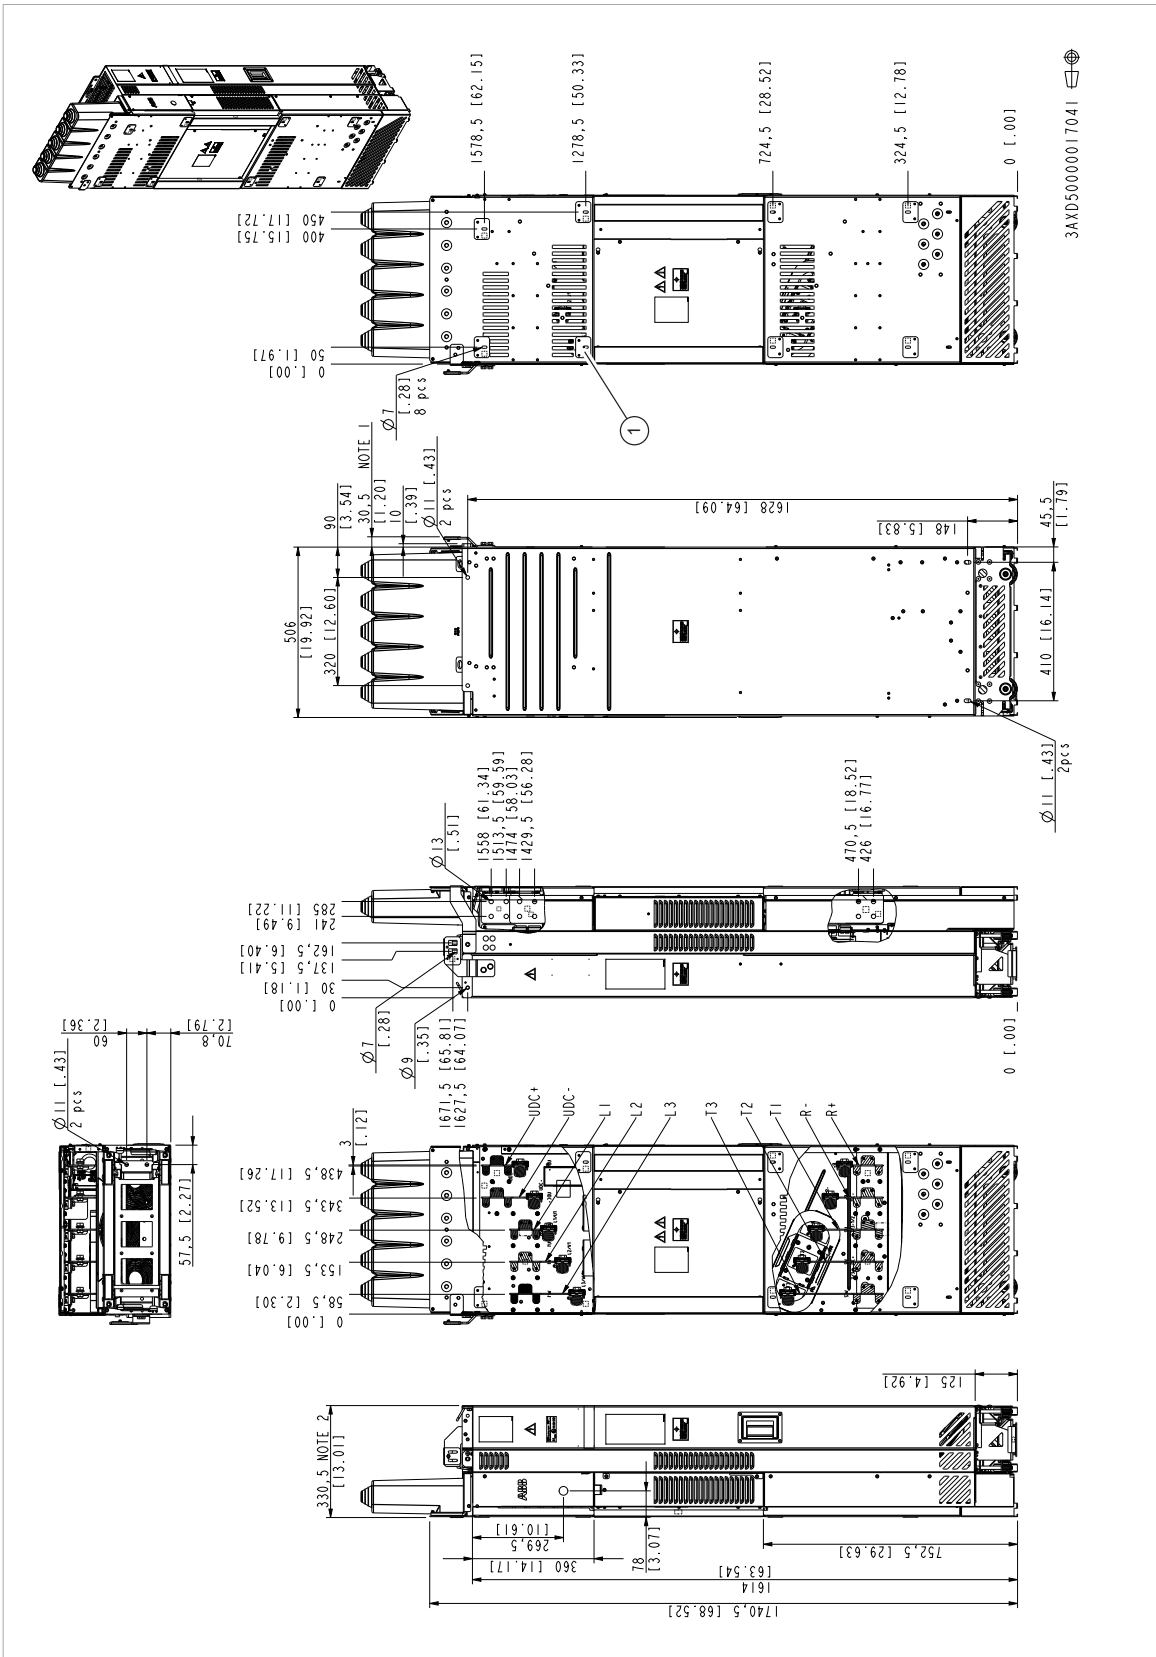 1578,5 [62.15]
1278,5 [50.33]
724,5 [28.52]
324,5 [12.78]
0 [.00]
3AXD50000017041
450 [17.72]
400 [15.75]
50 [1.97]
0 [.00]
Ø7
[.28]
8 pcs
1
90
[3.54]
30,5 NOTE 1
[1.20]
10
[.39]
Ø11 [.43]
2 pcs
506
[19.92]
320 [12.60]
1628 [64.09]
148 [5.83]
45,5
[1.79]
410 [16.14]
Ø11 [.43]
2pcs
Ø13
[.51]
1558 [61.34]
1513,5 [59.59]
1474 [58.03]
1429,5 [56.28]
470,5 [18.52]
426 [16.77]
285 [11.22]
241 [9.49]
162,5 [6.40]
137,5 [5.41]
30 [1.18]
0 [.00]
Ø7
[.28]
Ø9
[.35]
1671,5 [65.81]
1627,5 [64.07]
0 [.00]
60
[2.36]
70,8
[2.79]
Ø11 [.43]
2 pcs
57,5 [2.27]
UDC+
UDC-
L1
L2
L3
T3
T2
T1
R-
R+
3
[.12]
438,5 [17.26]
343,5 [13.52]
248,5 [9.78]
153,5 [6.04]
58,5 [2.30]
0 [.00]
125 [4.92]
330,5 NOTE 2
[13.01]
ABB
269,5
[10.61]
360 [14.17]
78
[3.07]
752,5 [29.63]
1614
[63.54]
1740,5 [68.52]